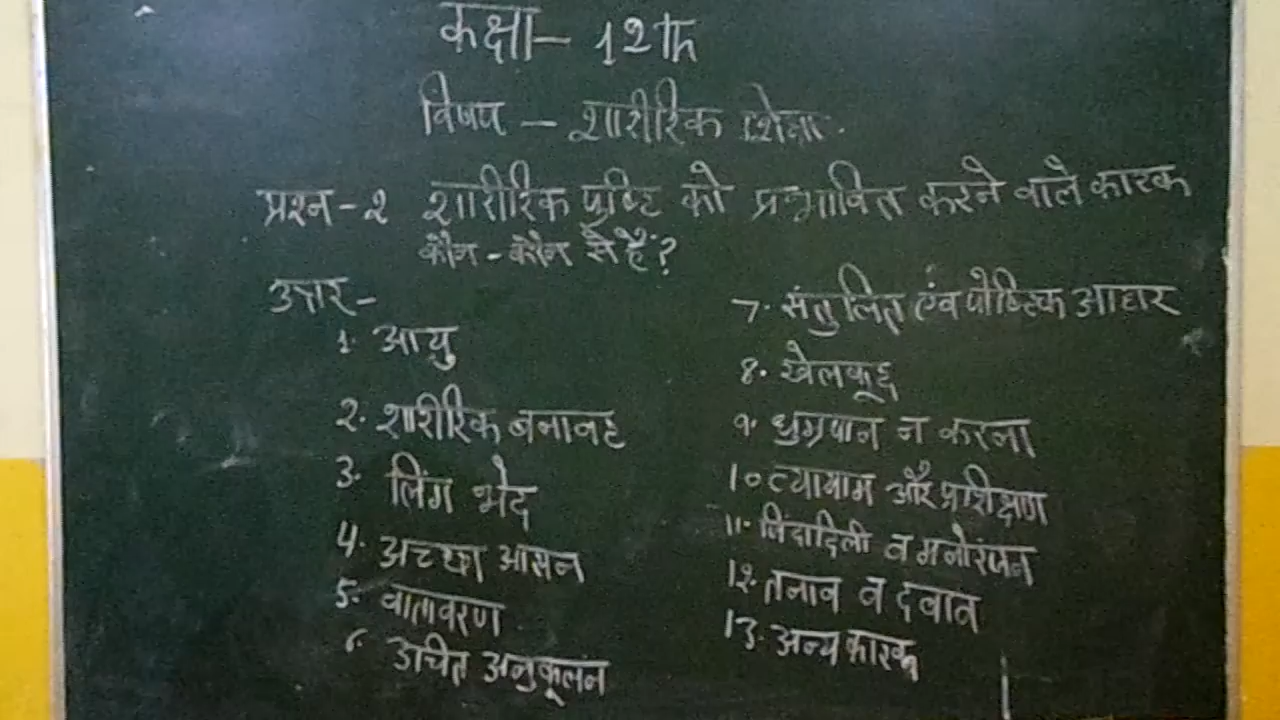 कक्षा - 12th
विषय - शारीरिक शिक्षा.
प्रश्न-2 शारीरिक पुष्टि को प्रभावित करने वाले कारक
कौन-कौन से हैं?
उत्तर-
1. आयु
2. शारीरिक बनावट
3. लिंग भेद
4. अच्छा आसन
5. वातावरण
6. उचित अनुकूलन
7. संतुलित एंव पौष्टिक आहार
8. खेलकूद
9. धुम्रपान न करना
10 व्यायाम और प्रशिक्षण
11. जिंदादिली व मनोरंजन
12. तनाव व दबाव
13. अन्य कारक